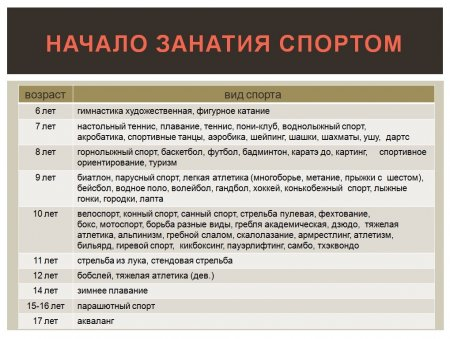 НАЧАЛО ЗАНАТИЯ СПОРТОМ
возраст вид спорта
6 лет гимнастика художественная, фигурное катание
7 лет настольный теннис, плавание, теннис, пони-клуб, воднолыжный спорт,
акробатика, спортивные танцы, аэробика, шейпинг, шашки, шахматы, ушу, дартс
8 лет горнолыжный спорт, баскетбол, футбол, бадминтон, каратэ до, картинг, спортивное
ориентирование, туризм
9 лет биатлон, парусный спорт, легкая атлетика (многоборье, метание, прыжки с шестом),
бейсбол, водное поло, волейбол, гандбол, хоккей, конькобежный спорт, лыжные
гонки, городки, лапта
10 лет велоспорт, конный спорт, санный спорт, стрельба пулевая, фехтование,
бокс, мотоспорт, борьба разные виды, гребля академическая, дзюдо, тяжелая
атлетика, альпинизм, гребной слалом, скалолазание, армрестлинг, атлетизм,
бильярд, гиревой спорт, кикбоксинг, пауэрлифтинг, самбо, тхэквондо
11 лет стрельба из лука, стендовая стрельба
12 лет бобслей, тяжелая атлетика (дев.)
14 лет зимнее плавание
15-16 лет парашютный спорт
17 лет акваланг